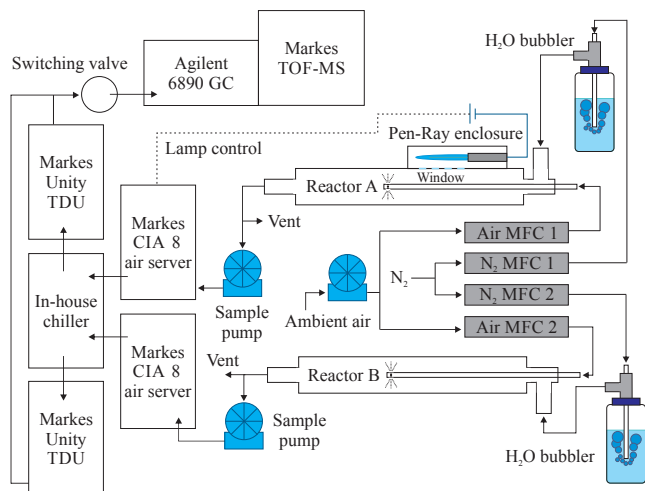 Switching valve
Agilent
6890 GC
Markes
TOF-MS
H₂O bubbler
Pen-Ray enclosure
Lamp control
Markes
Unity
TDU
Markes
CIA 8
air server
Reactor A
Window
Vent
Sample
pump
Ambient air
N₂
Air MFC 1
N₂ MFC 1
N₂ MFC 2
Air MFC 2
In-house
chiller
Markes
CIA 8
air server
Vent
Reactor B
Sample
pump
Markes
Unity
TDU
H₂O bubbler